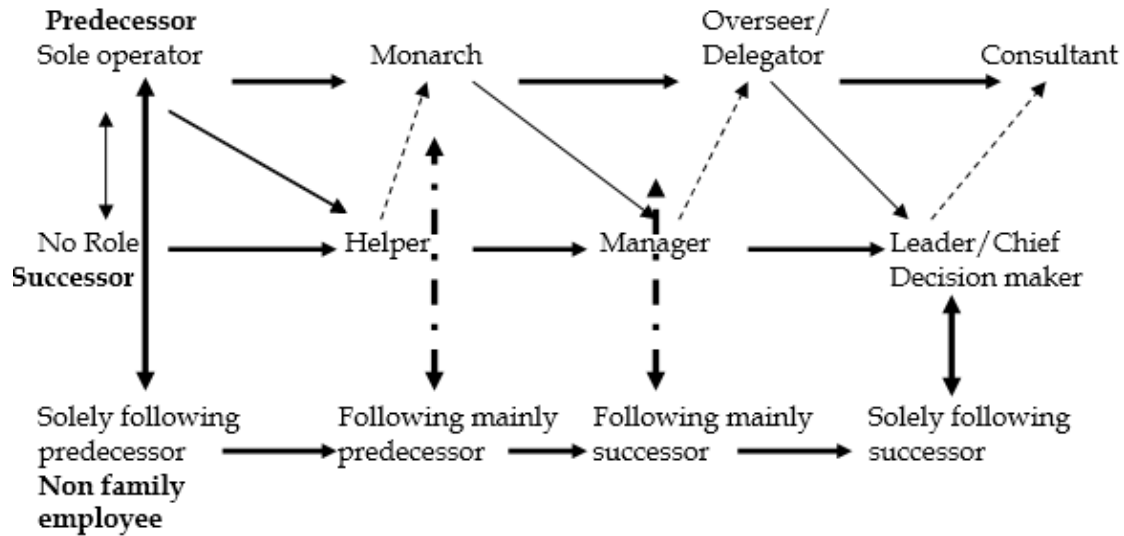 Predecessor
Sole operator
Monarch
Overseer/
Delegator
Consultant
No Role
Successor
Helper
Manager
Leader/Chief
Decision maker
Solely following
predecessor
Non family
employee
Following mainly
predecessor
Following mainly
successor
Solely following
successor